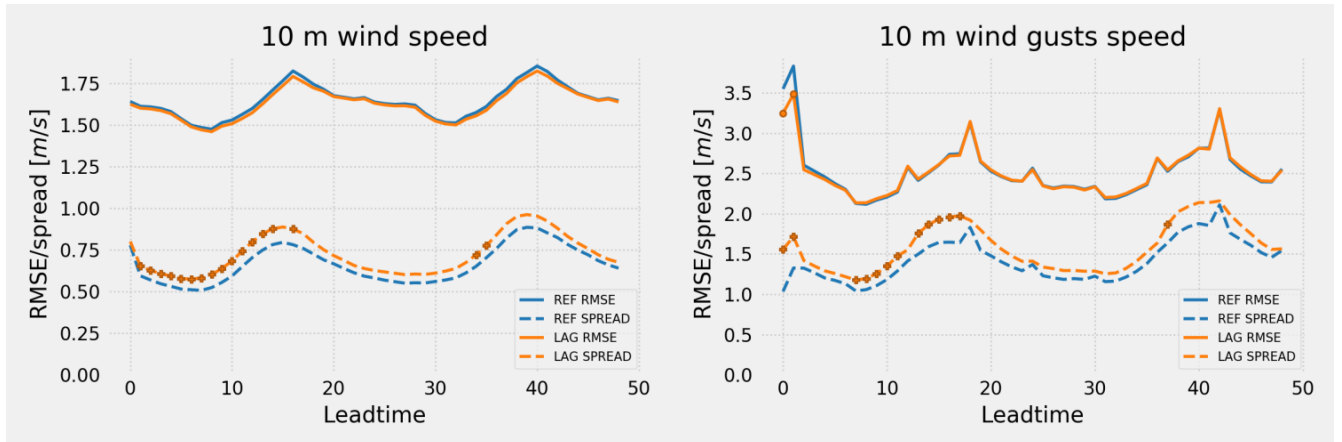 10 m wind speed
RMSE/spread [m/s]
1.75
1.50
1.25
1.00
0.75
0.50
0.25
0.00
0
10
20
30
40
50
Leadtime
REF RMSE
REF SPREAD
LAG RMSE
LAG SPREAD
10 m wind gusts speed
RMSE/spread [m/s]
3.5
3.0
2.5
2.0
1.5
1.0
0.5
0.0
0
10
20
30
40
50
Leadtime
REF RMSE
REF SPREAD
LAG RMSE
LAG SPREAD